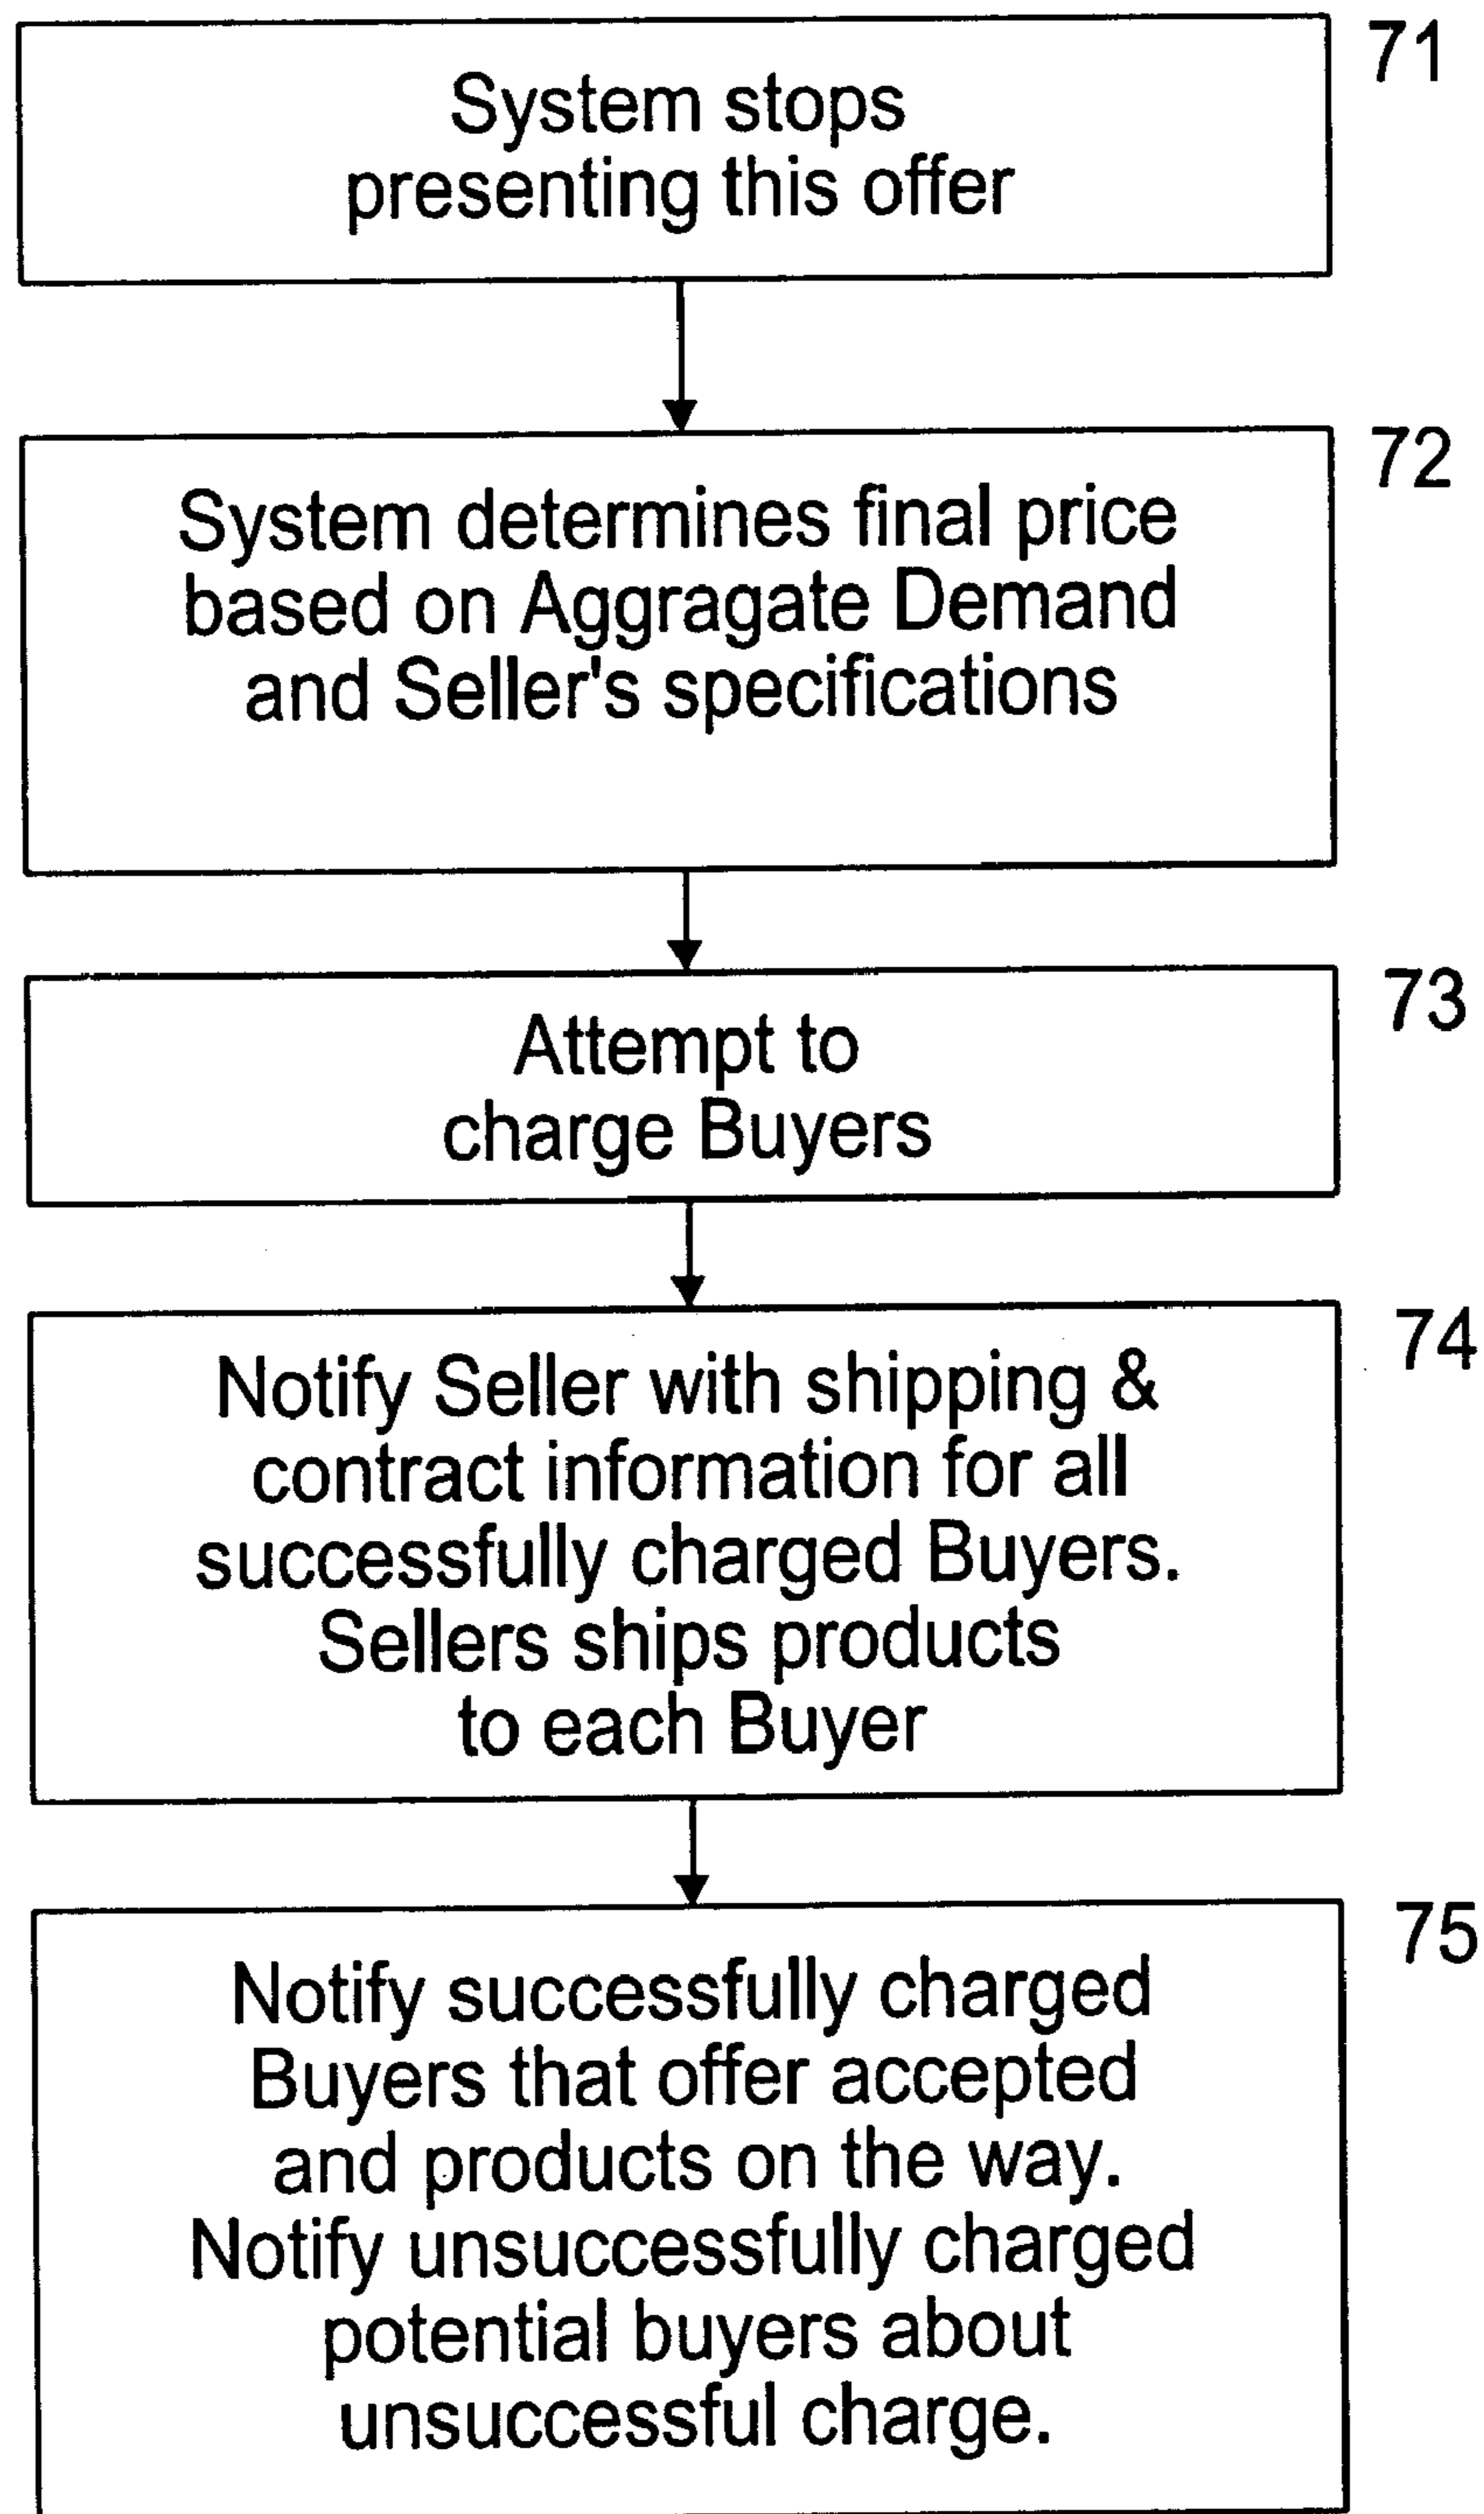 71
System stops
presenting this offer
72
System determines final price
based on Aggragate Demand
and Seller's specifications
73
Attempt to
charge Buyers
74
Notify Seller with shipping &
contract information for all
successfully charged Buyers.
Sellers ships products
to each Buyer
75
Notify successfully charged
Buyers that offer accepted
and products on the way.
Notify unsuccessfully charged
potential buyers about
unsuccessful charge.